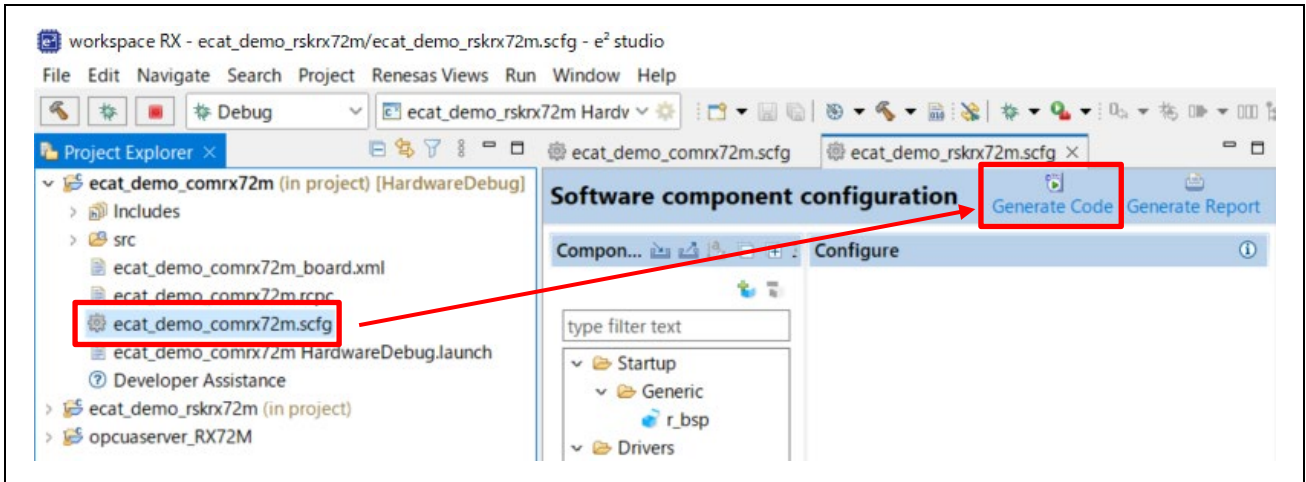 workspace RX - ecat_demo_rskrx72m/ecat_demo_rskrx72m.scfg - e² studio
File Edit Navigate Search Project Renesas Views Run Window Help
Debug ecat_demo_rskrx72m Hardv
Project Explorer ecat_demo_comrx72m.scfg ecat_demo_rskrx72m.scfg
ecat_demo_comrx72m (in project) [HardwareDebug]
Software component configuration
Generate Code Generate Report
Includes
src
Compon... Configure
ecat_demo_comrx72m_board.xml
ecat_demo_comrx72m.rcpc
ecat_demo_comrx72m.scfg
type filter text
ecat_demo_comrx72m HardwareDebug.launch
Startup
Developer Assistance
Generic
ecat_demo_rskrx72m (in project)
r_bsp
opcuaserver_RX72M
Drivers